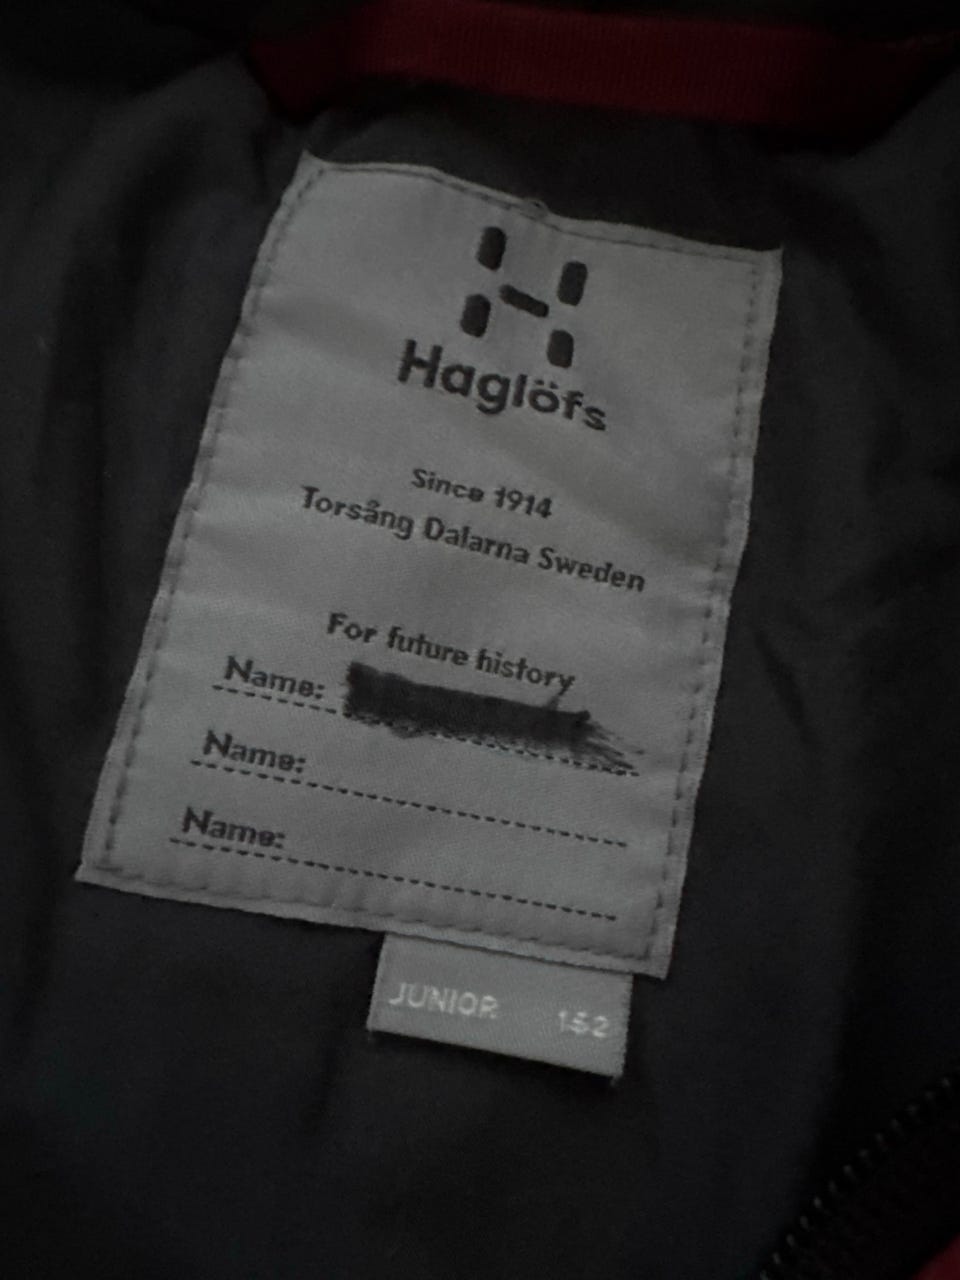 Haglöfs
Since 1914
Torsång Dalarna Sweden
For future history
Name:
Name:
Name:
JUNIOR 152